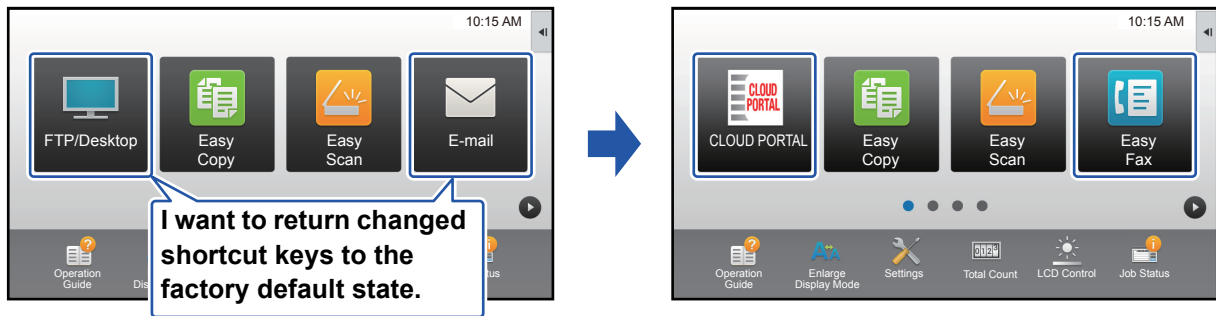 10:15 AM
FTP/Desktop
Easy
Copy
Easy
Scan
E-mail
I want to return changed
shortcut keys to the
factory default state.
Operation
Guide
Dis
tus
10:15 AM
CLOUD
PORTAL
CLOUD PORTAL
Easy
Copy
Easy
Scan
Easy
Fax
Operation
Guide
Enlarge
Display Mode
Settings
Total Count
LCD Control
Job Status